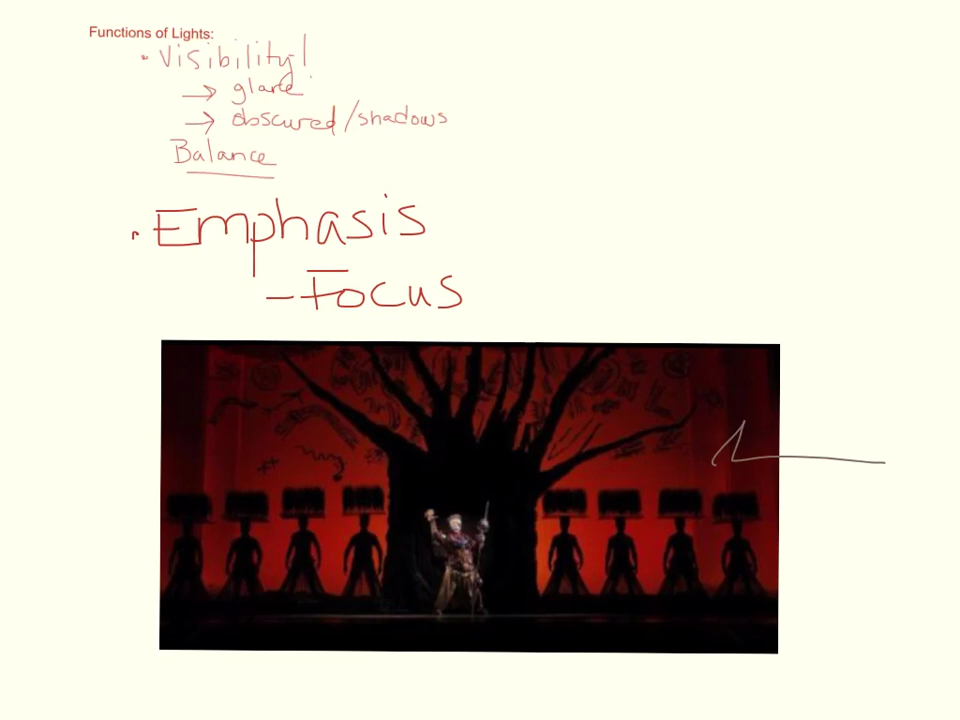 Functions of Lights:
• Visibility!
→ glare
→ obscured/shadows
Balance
• Emphasis
- Focus